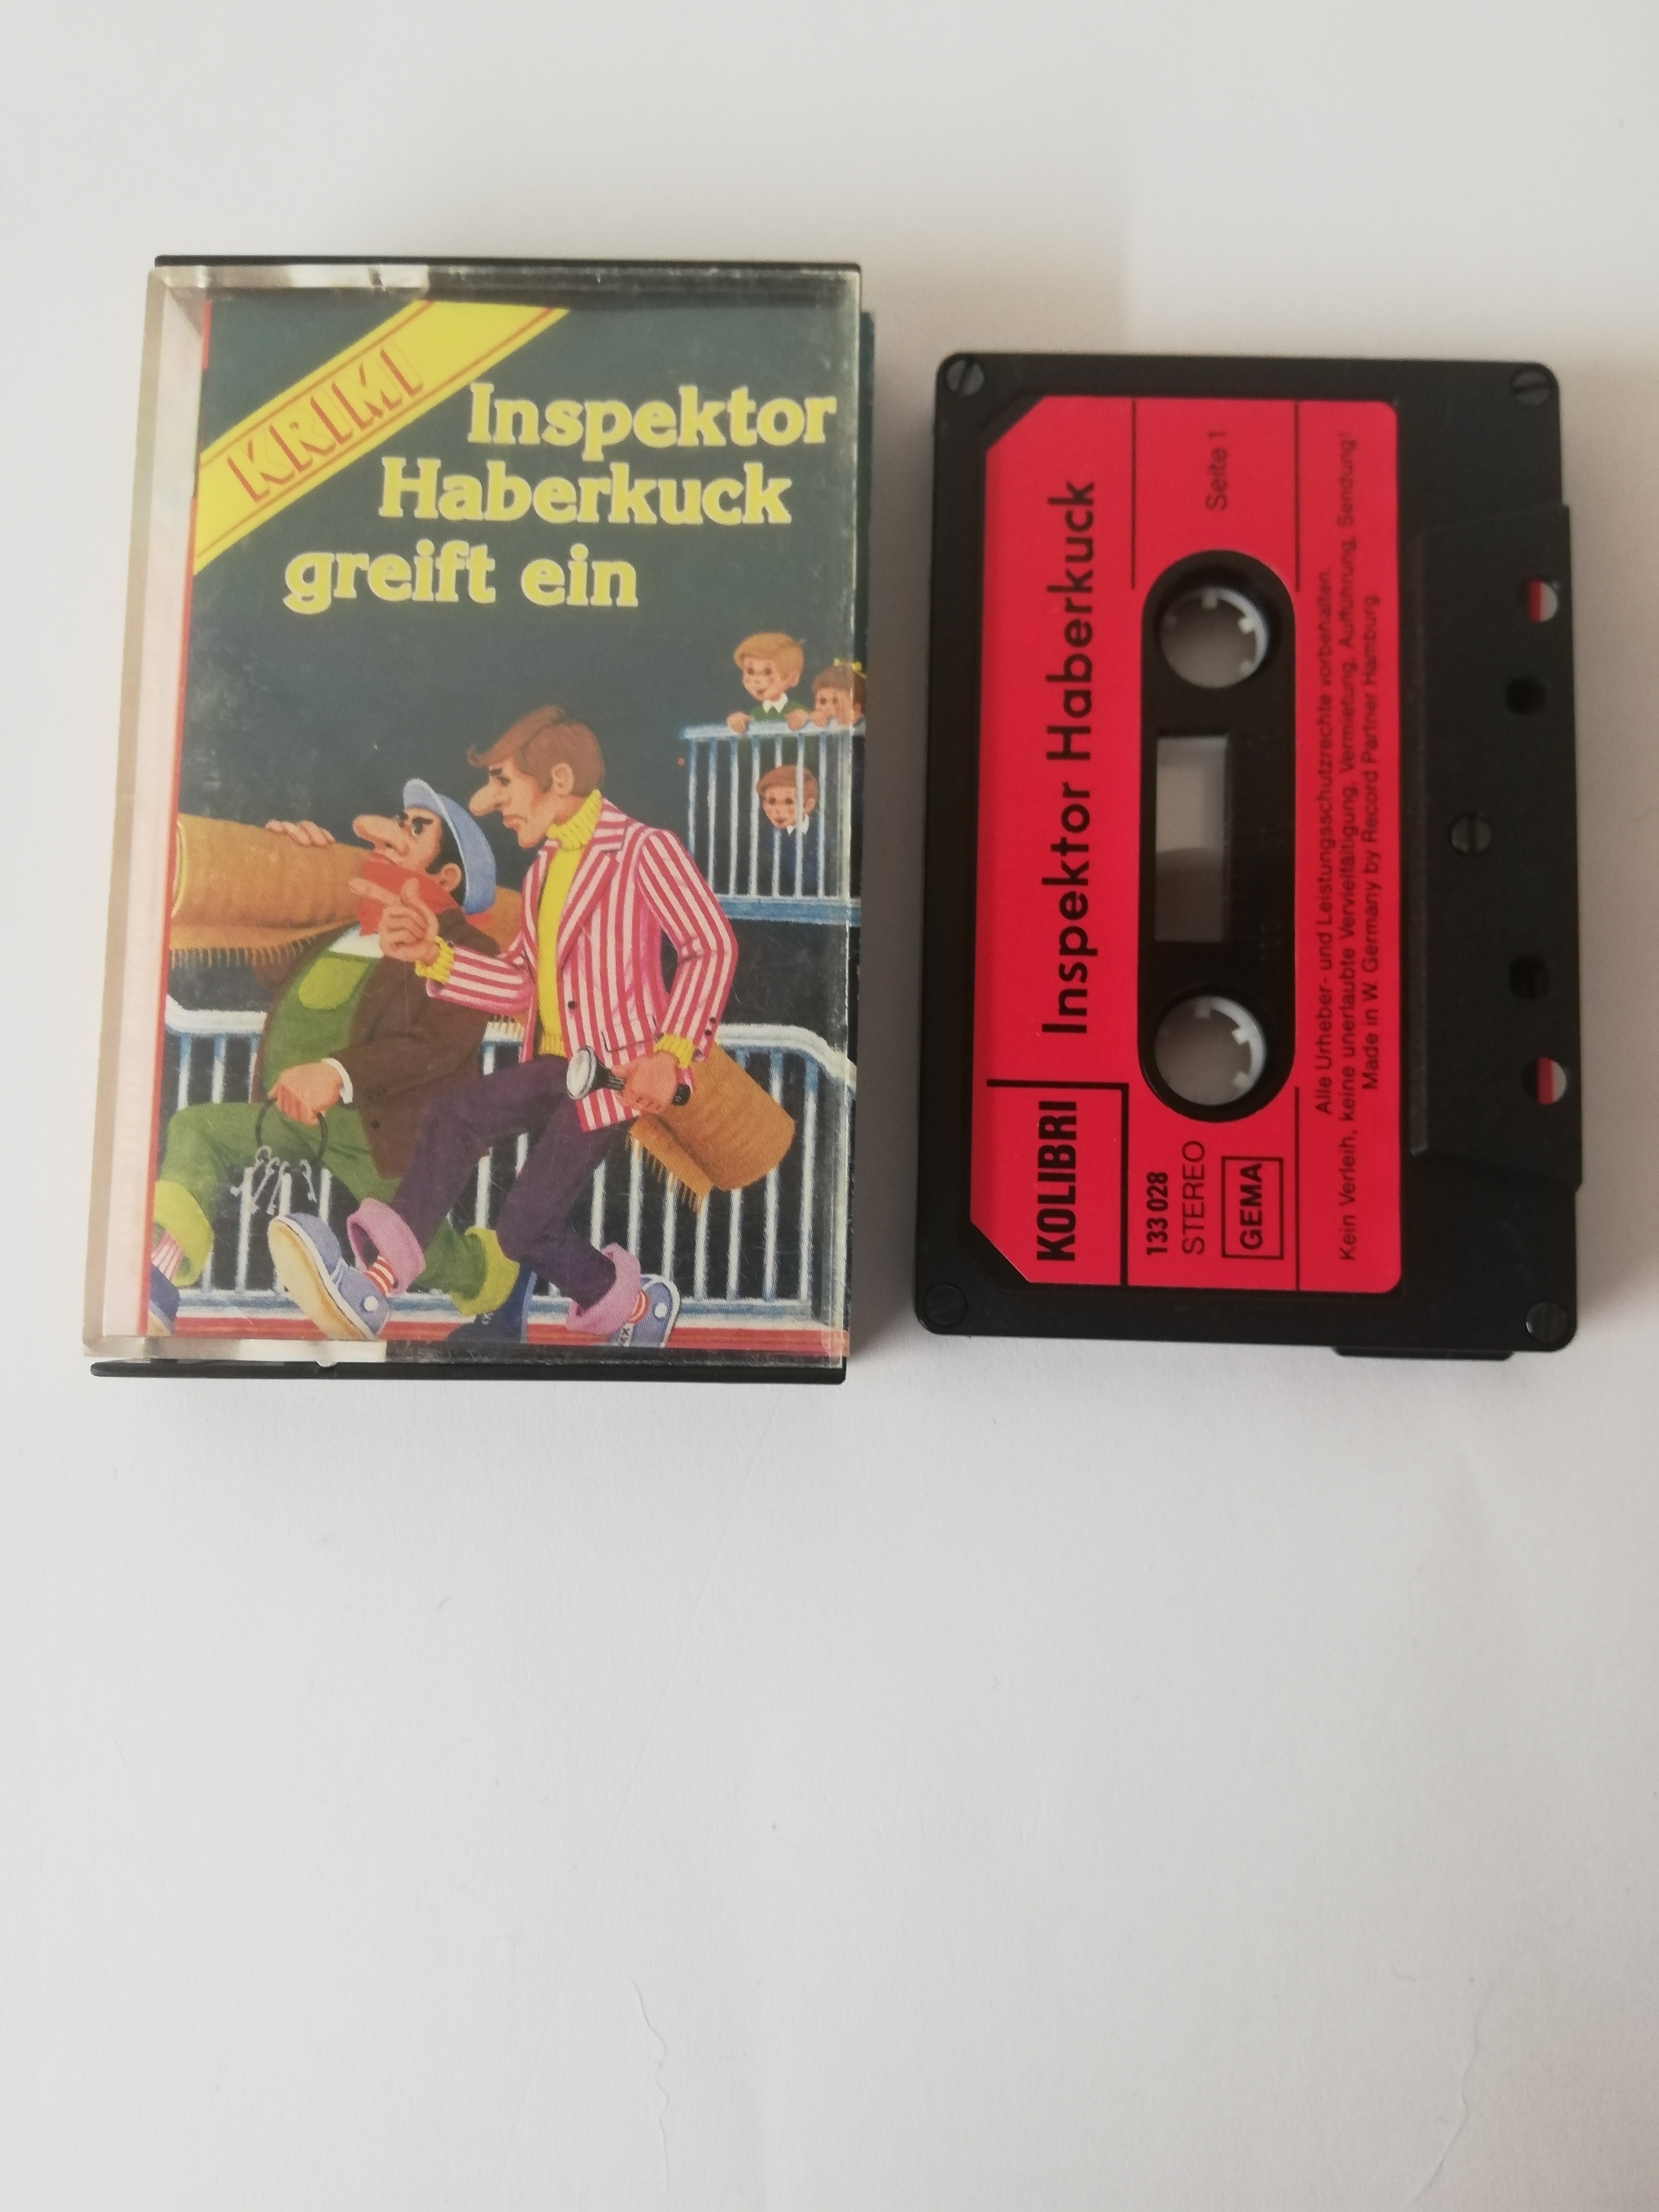 KRIMI
Inspektor
Haberkuck
greift ein
KOLIBRI
Inspektor Haberkuck
133 028
STEREO
GEMA
Seite 1
Alle Urheber- und Leistungsschutzrechte vorbehalten.
Kein Verleih, keine unerlaubte Vervielfältigung, Vermietung, Aufführung, Sendung!
Made in W. Germany by Record Partner Hamburg.